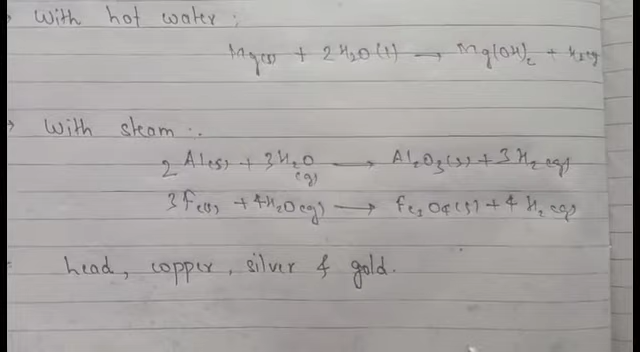 With hot water:
Mg(s) + 2H2O(l) → Mg(OH)2 + H2(g)
With steam:.
2Al(s) + 3H2O(g) → Al2O3(s) + 3H2(g)
3Fe(s) + 4H2O(g) → Fe3O4(s) + 4H2(g)
head, copper, silver & gold.